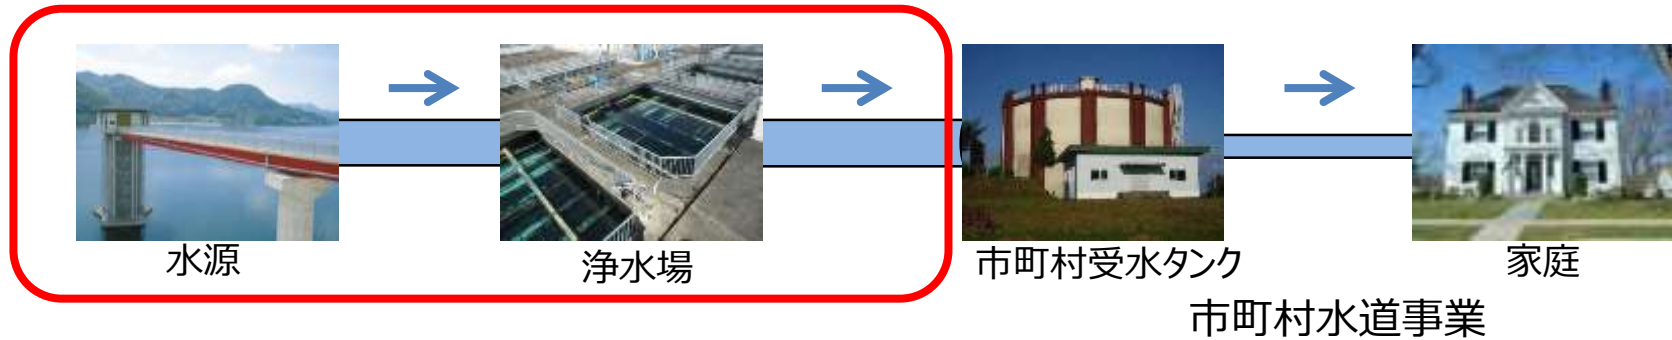 水源
浄水場
市町村受水タンク
家庭
市町村水道事業